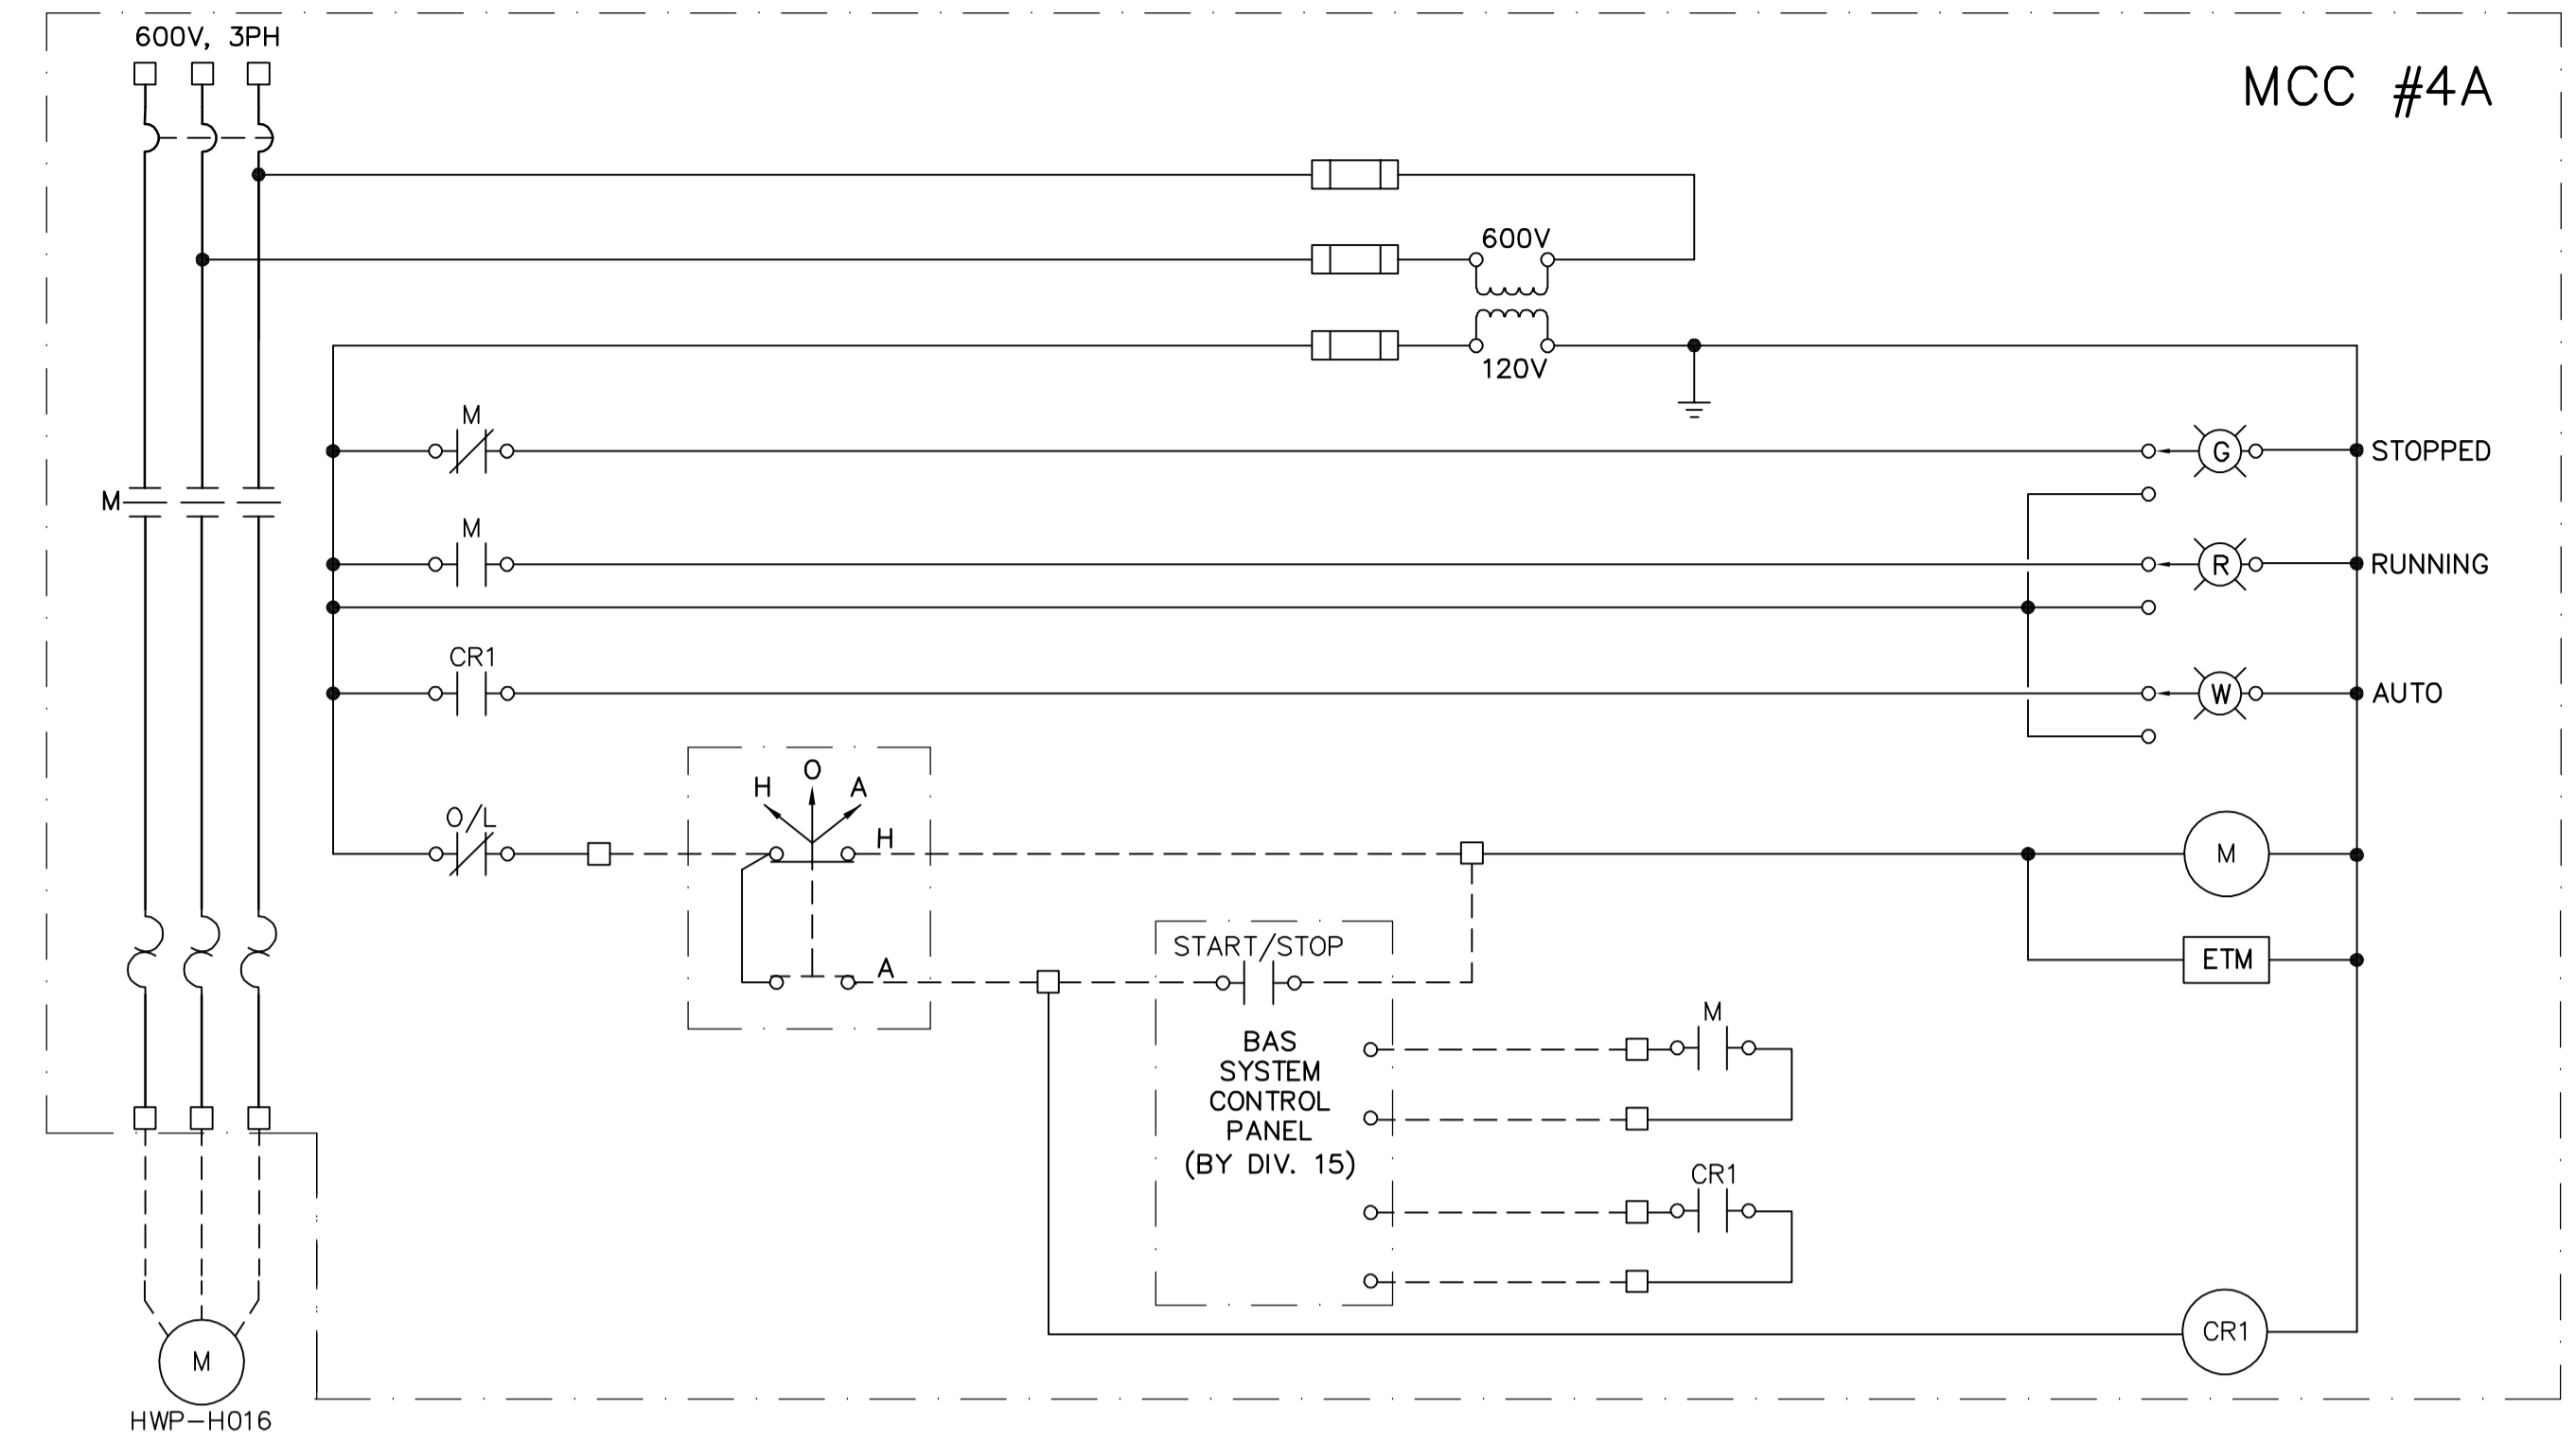 600V, 3PH
MCC #4A
600V
120V
M
G
STOPPED
M
M
R
RUNNING
CR1
W
AUTO
O/L
H
O
A
H
M
A
START/STOP
ETM
BAS
SYSTEM
CONTROL
PANEL
(BY DIV. 15)
M
CR1
CR1
M
HWP-H016